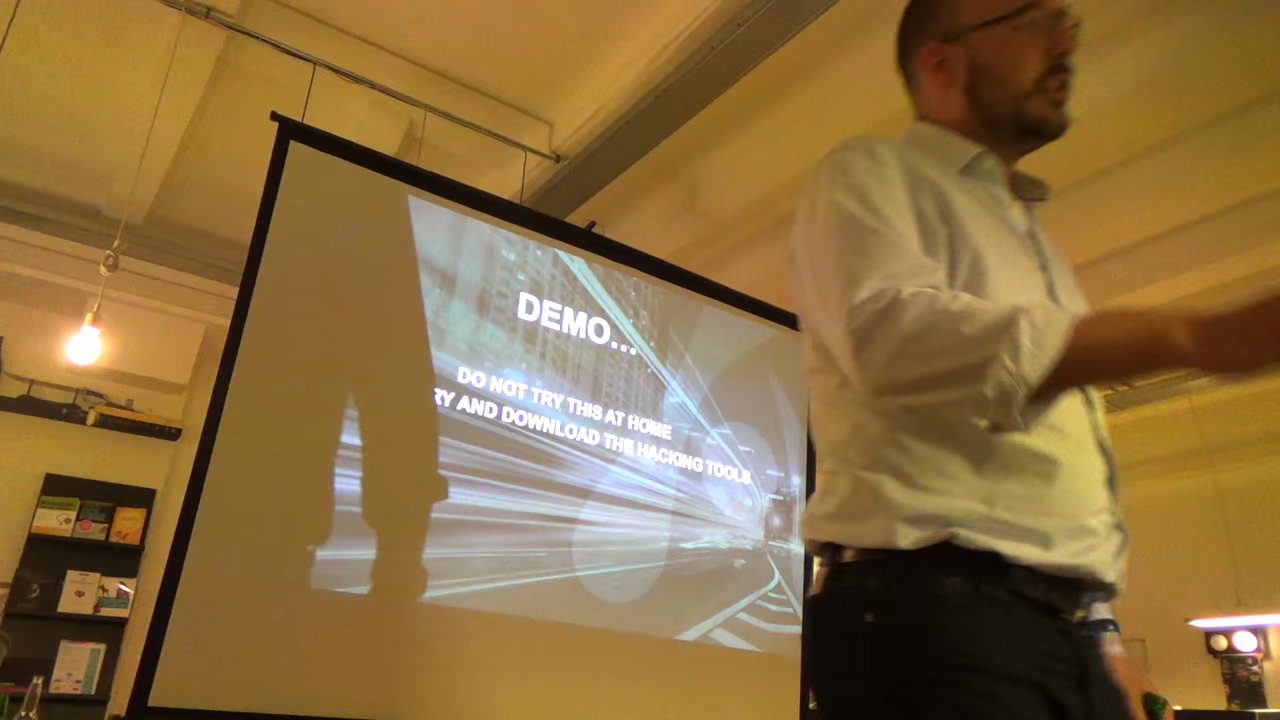 DEMO...
DO NOT TRY THIS AT HOME
RY AND DOWNLOAD THE HACKING TOOLS